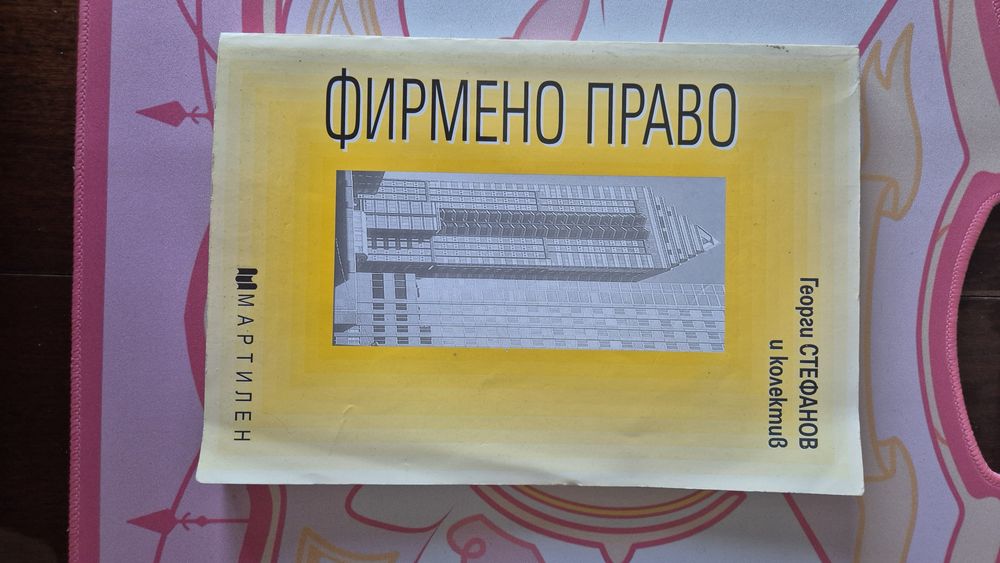 ФИРМЕНО ПРАВО
Георги СТЕФАНОВ
и колектив
МАРТИЛЕН